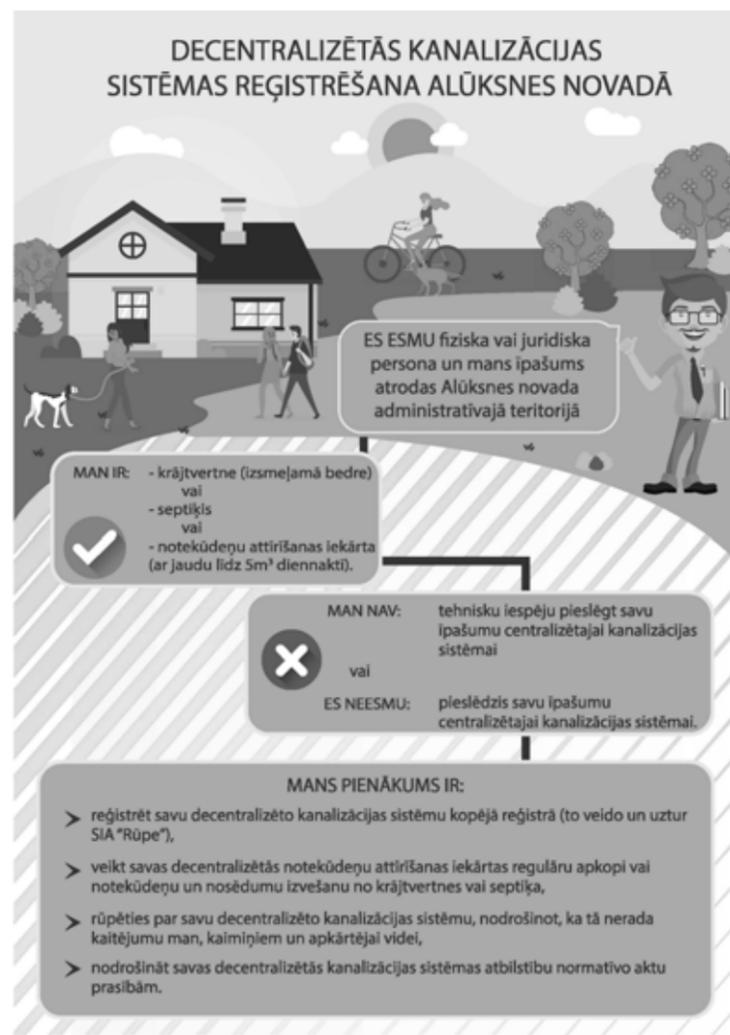 DECENTRALIZĒTĀS KANALIZĀCIJAS
SISTĒMAS REĢISTRĒŠANA ALŪKSNES NOVADĀ
ES ESMU fiziska vai juridiska
persona un mans īpašums
atrodas Alūksnes novada
administratīvajā teritorijā
MAN IR: - krājtvertne (izsmeļamā bedre)
vai
- septiķis
vai
- notekūdeņu attīrīšanas iekārta
(ar jaudu līdz 5m³ diennaktī).
MAN NAV: tehnisku iespēju pieslēgt savu
īpašumu centralizētajai kanalizācijas
sistēmai
vai
ES NEESMU: pieslēdzis savu īpašumu
centralizētajai kanalizācijas sistēmai.
MANS PIENĀKUMS IR:
➤ reģistrēt savu decentralizēto kanalizācijas sistēmu kopējā reģistrā (to veido un uztur
SIA "Rūpe"),
➤ veikt savas decentralizētās notekūdeņu attīrīšanas iekārtas regulāru apkopi vai
notekūdeņu un nosēdumu izvešanu no krājtvertnes vai septiķa,
➤ rūpēties par savu decentralizēto kanalizācijas sistēmu, nodrošinot, ka tā nerada
kaitējumu man, kaimiņiem un apkārtējai videi,
➤ nodrošināt savas decentralizētās kanalizācijas sistēmas atbilstību normatīvo aktu
prasībām.